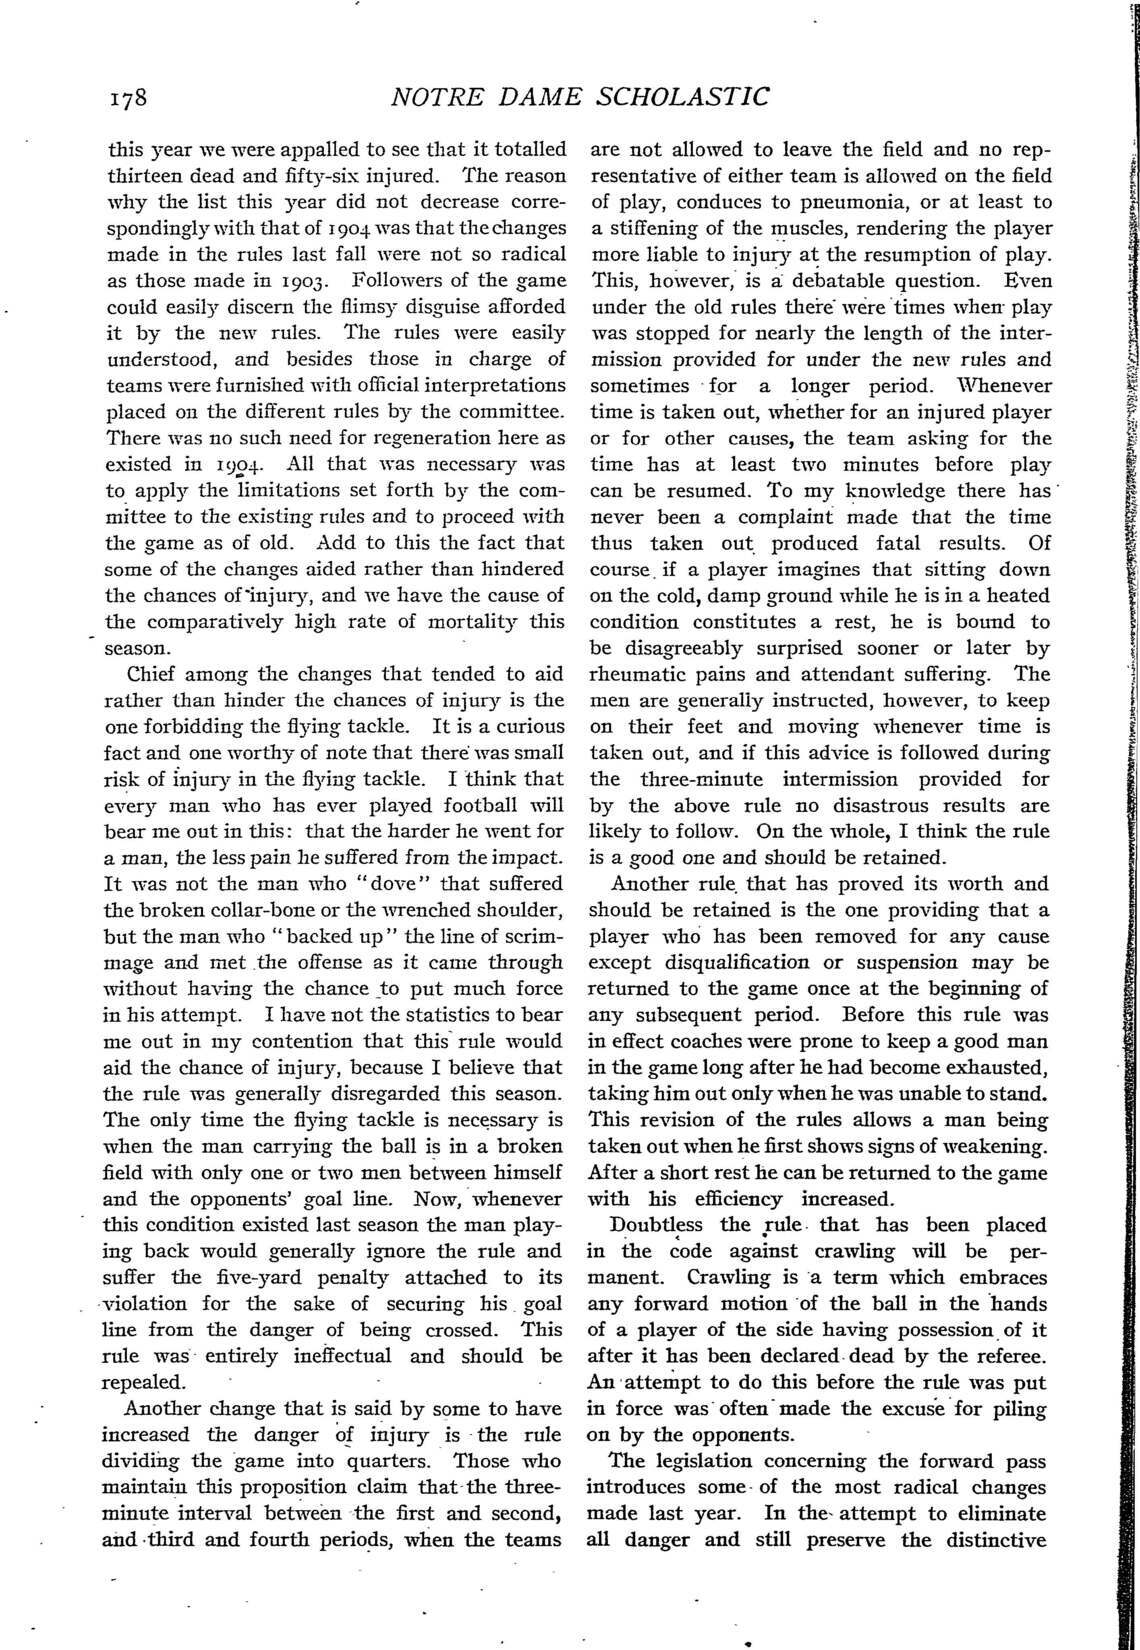 178
NOTRE DAME SCHOLASTIC
this year we were appalled to see that it totalled
thirteen dead and fifty-six injured. The reason
why the list this year did not decrease corre-
spondingly with that of 1904 was that the changes
made in the rules last fall were not so radical
as those made in 1903. Followers of the game
could easily discern the flimsy disguise afforded
it by the new rules. The rules were easily
understood, and besides those in charge of
teams were furnished with official interpretations
placed on the different rules by the committee.
There was no such need for regeneration here as
existed in 1904. All that was necessary was
to apply the limitations set forth by the com-
mittee to the existing rules and to proceed with
the game as of old. Add to this the fact that
some of the changes aided rather than hindered
the chances of injury, and we have the cause of
the comparatively high rate of mortality this
season.
Chief among the changes that tended to aid
rather than hinder the chances of injury is the
one forbidding the flying tackle. It is a curious
fact and one worthy of note that there was small
risk of injury in the flying tackle. I think that
every man who has ever played football will
bear me out in this: that the harder he went for
a man, the less pain he suffered from the impact.
It was not the man who "dove" that suffered
the broken collar-bone or the wrenched shoulder,
but the man who "backed up" the line of scrim-
mage and met the offense as it came through
without having the chance to put much force
in his attempt. I have not the statistics to bear
me out in my contention that this rule would
aid the chance of injury, because I believe that
the rule was generally disregarded this season.
The only time the flying tackle is necessary is
when the man carrying the ball is in a broken
field with only one or two men between himself
and the opponents' goal line. Now, whenever
this condition existed last season the man play-
ing back would generally ignore the rule and
suffer the five-yard penalty attached to its
violation for the sake of securing his goal
line from the danger of being crossed. This
rule was entirely ineffectual and should be
repealed.
Another change that is said by some to have
increased the danger of injury is the rule
dividing the game into quarters. Those who
maintain this proposition claim that the three-
minute interval between the first and second,
and third and fourth periods, when the teams
are not allowed to leave the field and no rep-
resentative of either team is allowed on the field
of play, conduces to pneumonia, or at least to
a stiffening of the muscles, rendering the player
more liable to injury at the resumption of play.
This, however, is a debatable question. Even
under the old rules there were times when play
was stopped for nearly the length of the inter-
mission provided for under the new rules and
sometimes for a longer period. Whenever
time is taken out, whether for an injured player
or for other causes, the team asking for the
time has at least two minutes before play
can be resumed. To my knowledge there has
never been a complaint made that the time
thus taken out produced fatal results. Of
course if a player imagines that sitting down
on the cold, damp ground while he is in a heated
condition constitutes a rest, he is bound to
be disagreeably surprised sooner or later by
rheumatic pains and attendant suffering. The
men are generally instructed, however, to keep
on their feet and moving whenever time is
taken out, and if this advice is followed during
the three-minute intermission provided for
by the above rule no disastrous results are
likely to follow. On the whole, I think the rule
is a good one and should be retained.
Another rule that has proved its worth and
should be retained is the one providing that a
player who has been removed for any cause
except disqualification or suspension may be
returned to the game once at the beginning of
any subsequent period. Before this rule was
in effect coaches were prone to keep a good man
in the game long after he had become exhausted,
taking him out only when he was unable to stand.
This revision of the rules allows a man being
taken out when he first shows signs of weakening.
After a short rest he can be returned to the game
with his efficiency increased.
Doubtless the rule that has been placed
in the code against crawling will be per-
manent. Crawling is a term which embraces
any forward motion of the ball in the hands
of a player of the side having possession of it
after it has been declared dead by the referee.
An attempt to do this before the rule was put
in force was often made the excuse for piling
on by the opponents.
The legislation concerning the forward pass
introduces some of the most radical changes
made last year. In the attempt to eliminate
all danger and still preserve the distinctive